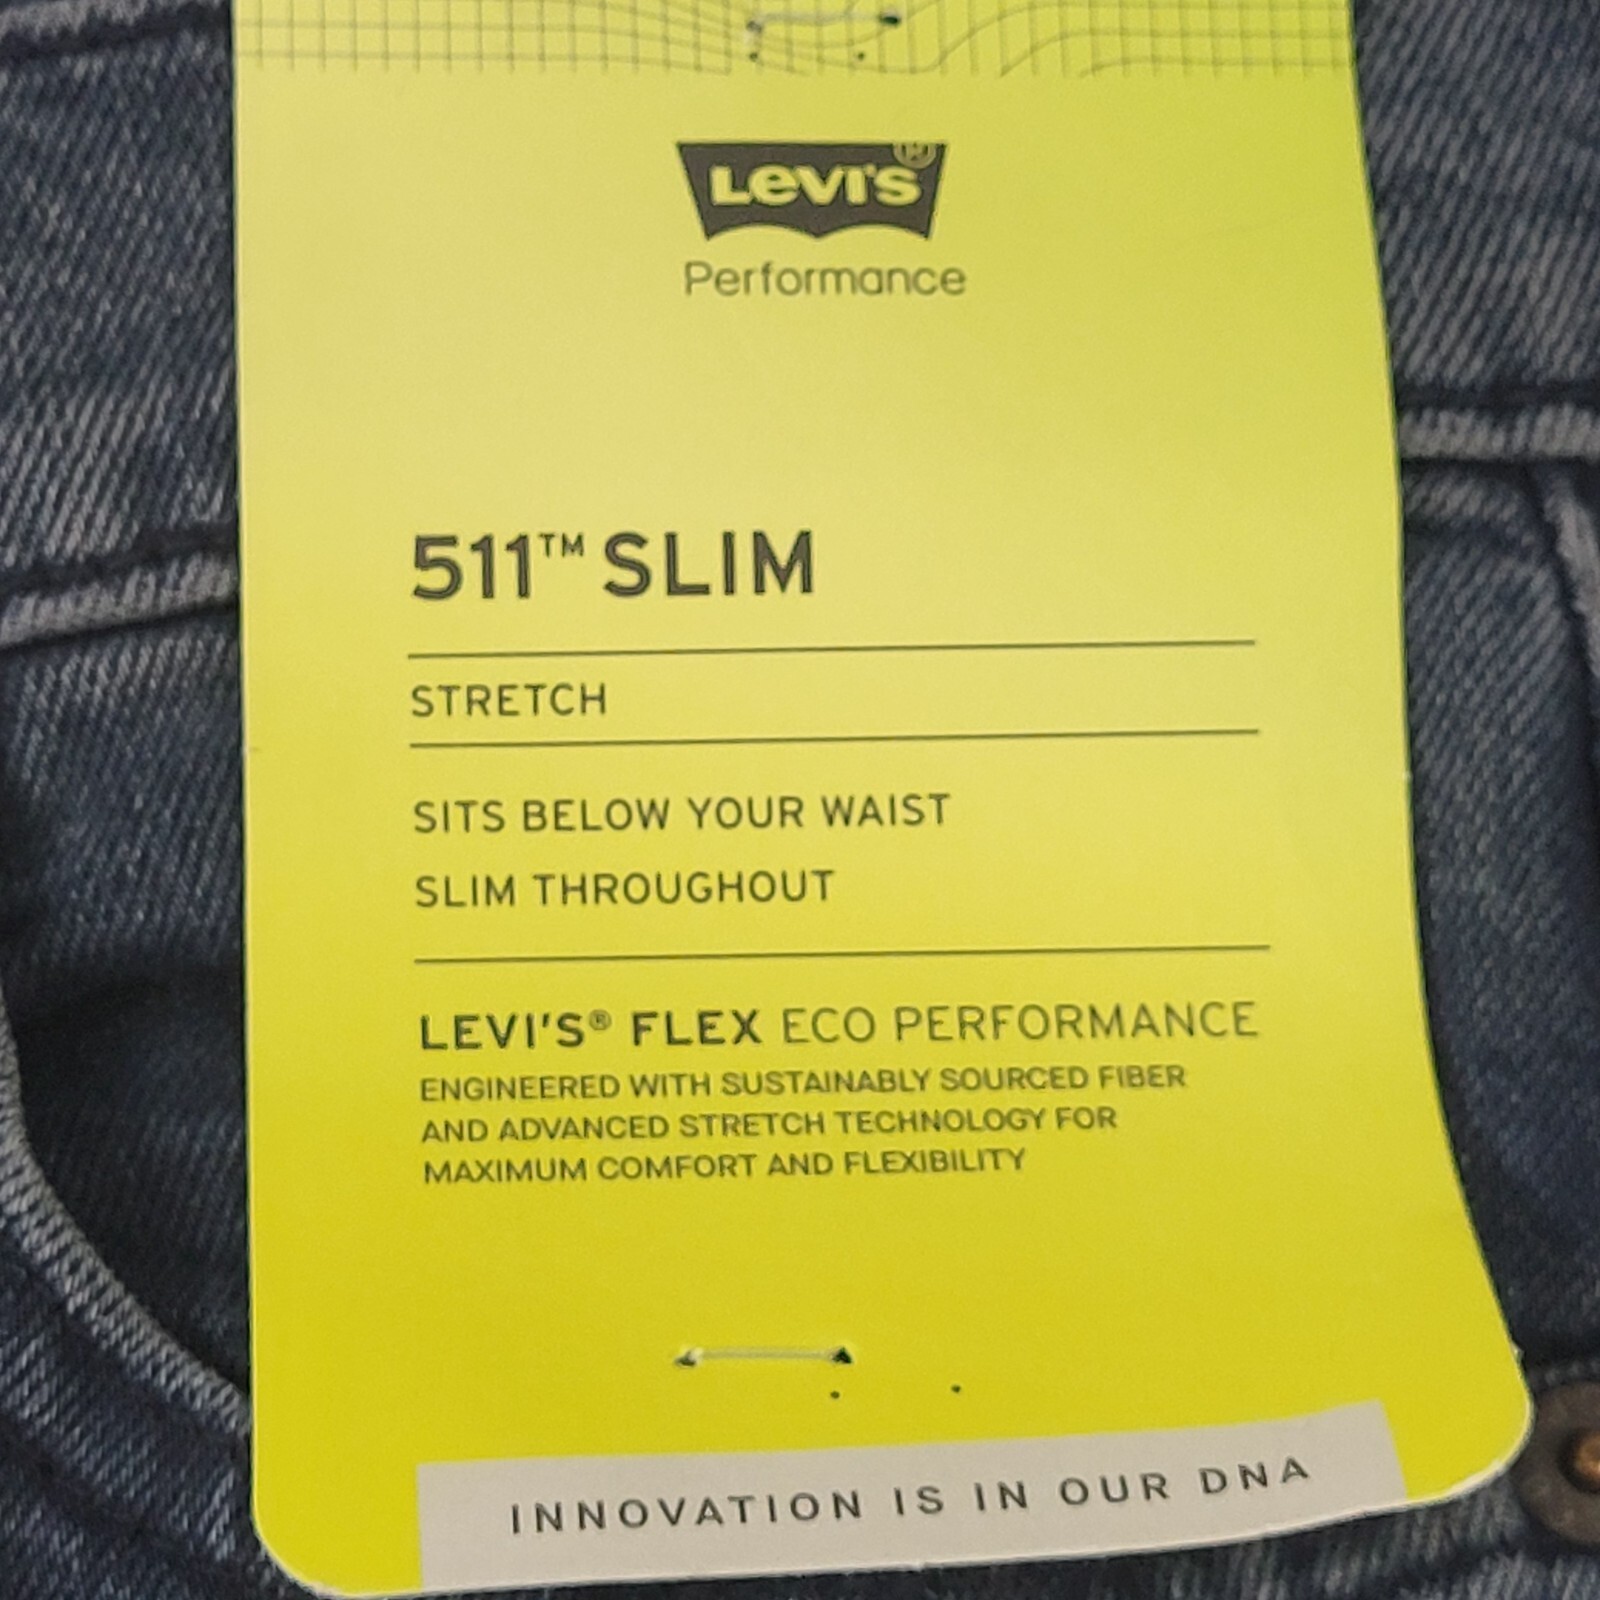 LEVI'S®
Performance
511™ SLIM
STRETCH
SITS BELOW YOUR WAIST
SLIM THROUGHOUT
LEVI'S® FLEX ECO PERFORMANCE
ENGINEERED WITH SUSTAINABLY SOURCED FIBER
AND ADVANCED STRETCH TECHNOLOGY FOR
MAXIMUM COMFORT AND FLEXIBILITY
INNOVATION IS IN OUR DNA